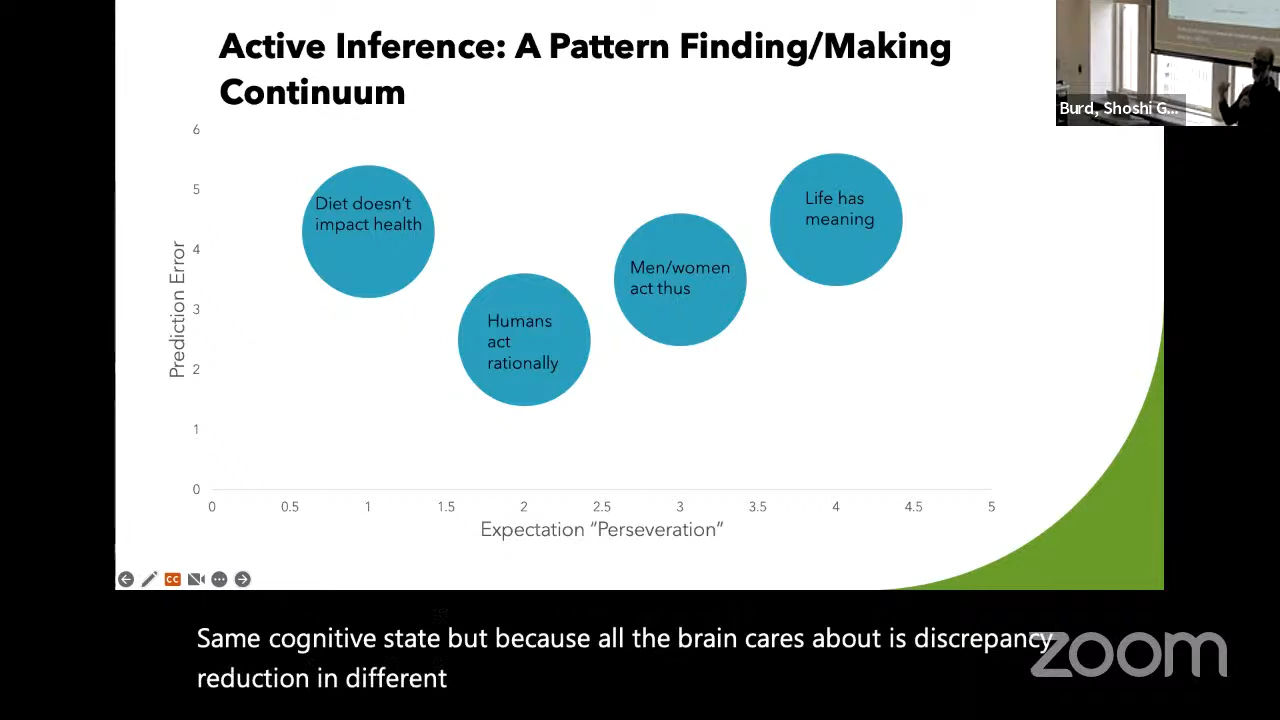 Active Inference: A Pattern Finding/Making
Continuum
Burd, Shoshi G...
6
5
4
3
2
1
0
Prediction Error
Diet doesn't
impact health
Humans
act
rationally
Men/women
act thus
Life has
meaning
0 0.5 1 1.5 2 2.5 3 3.5 4 4.5 5
Expectation “Perseveration”
CC
Same cognitive state but because all the brain cares about is discrepancy
reduction in different
zoom